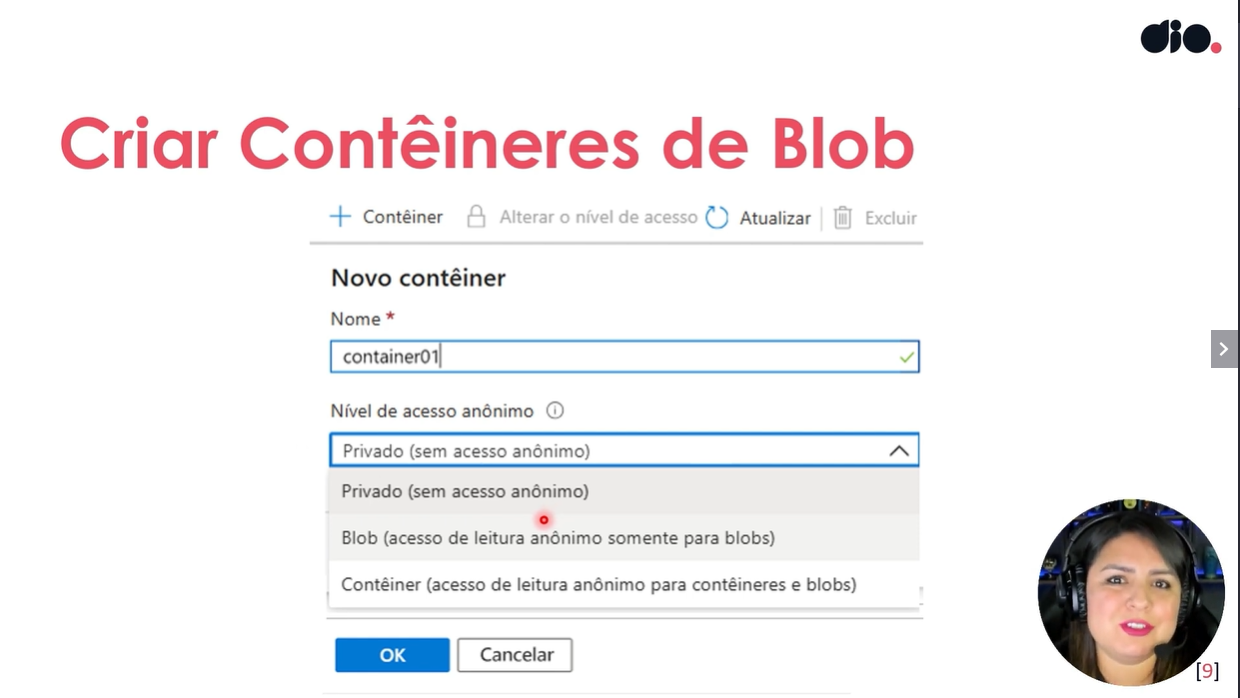 dio.
Criar Contêineres de Blob
Contêiner Alterar o nível de acesso Atualizar Excluir
Novo contêiner
Nome *
container01
Nível de acesso anônimo
Privado (sem acesso anônimo)
Privado (sem acesso anônimo)
Blob (acesso de leitura anônimo somente para blobs)
Contêiner (acesso de leitura anônimo para contêineres e blobs)
OK Cancelar
[9]